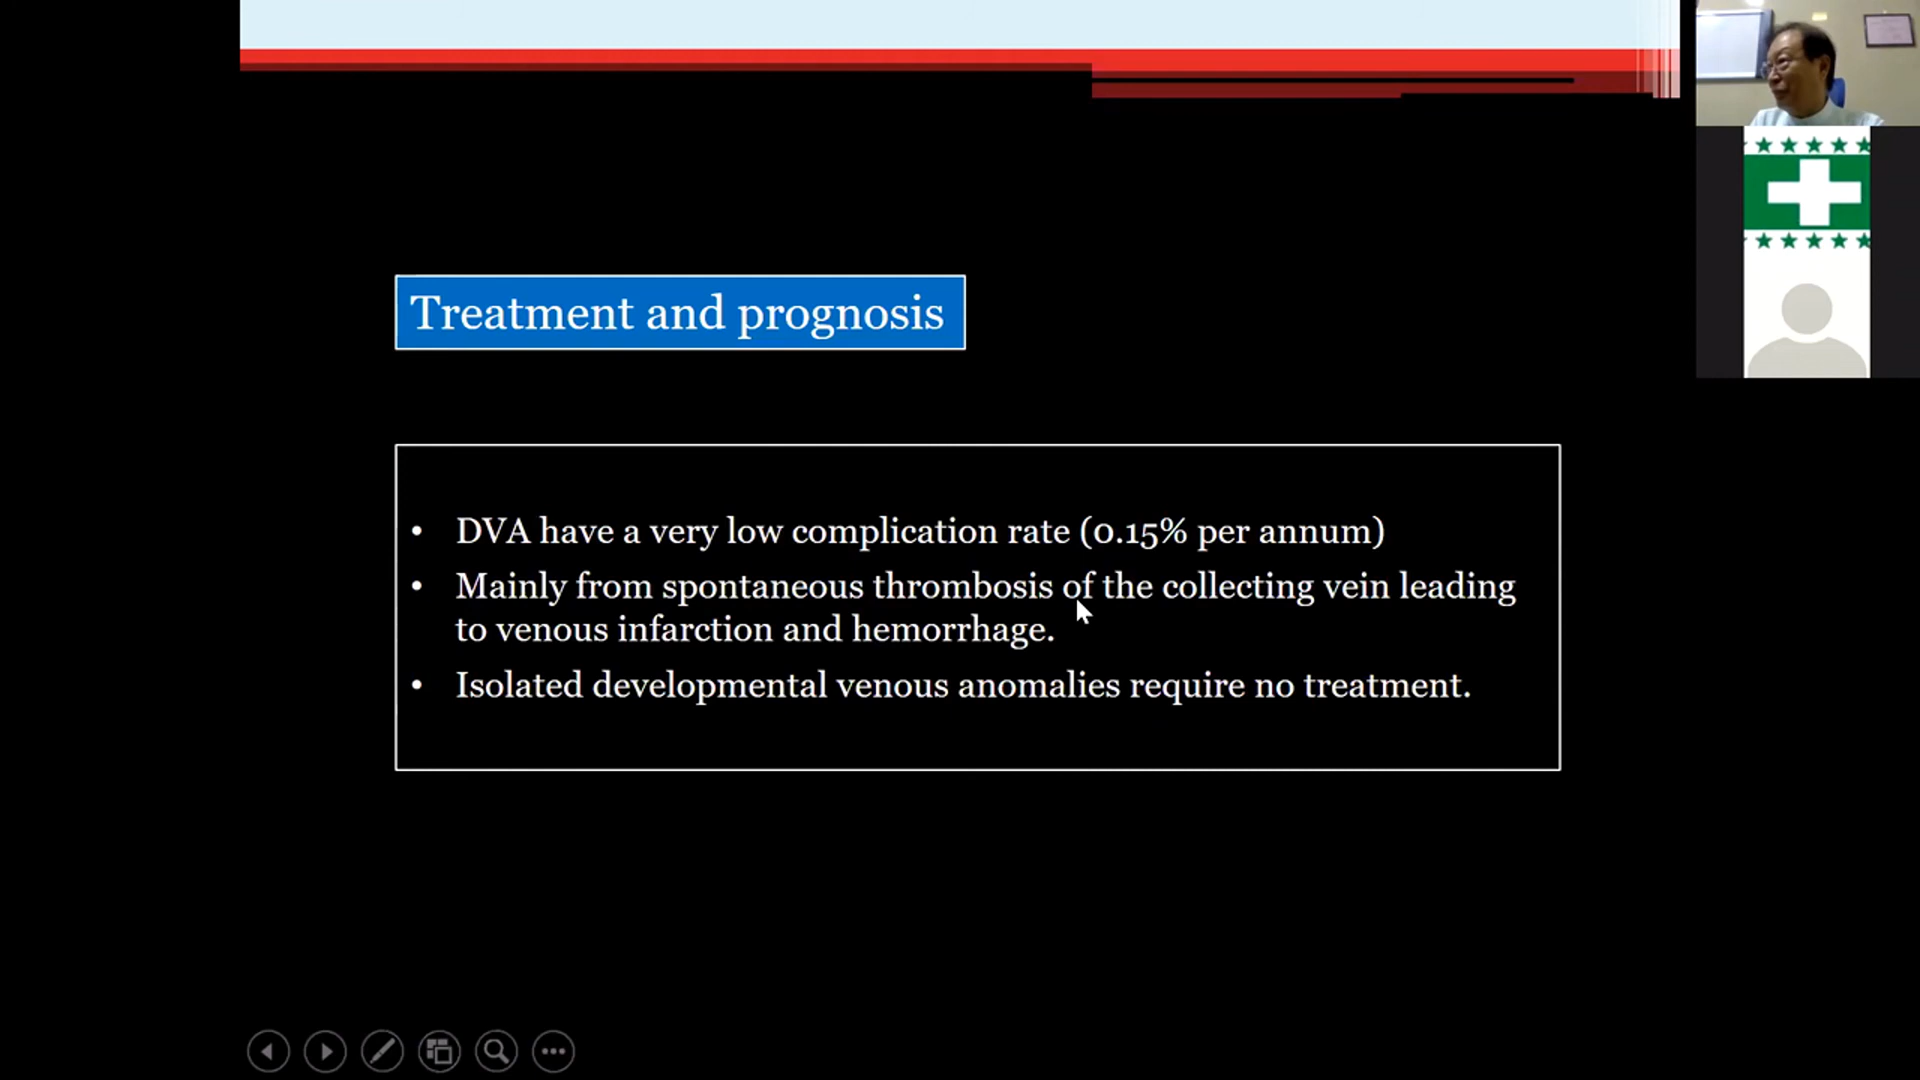 Treatment and prognosis
• DVA have a very low complication rate (0.15% per annum)
• Mainly from spontaneous thrombosis of the collecting vein leading
to venous infarction and hemorrhage.
• Isolated developmental venous anomalies require no treatment.